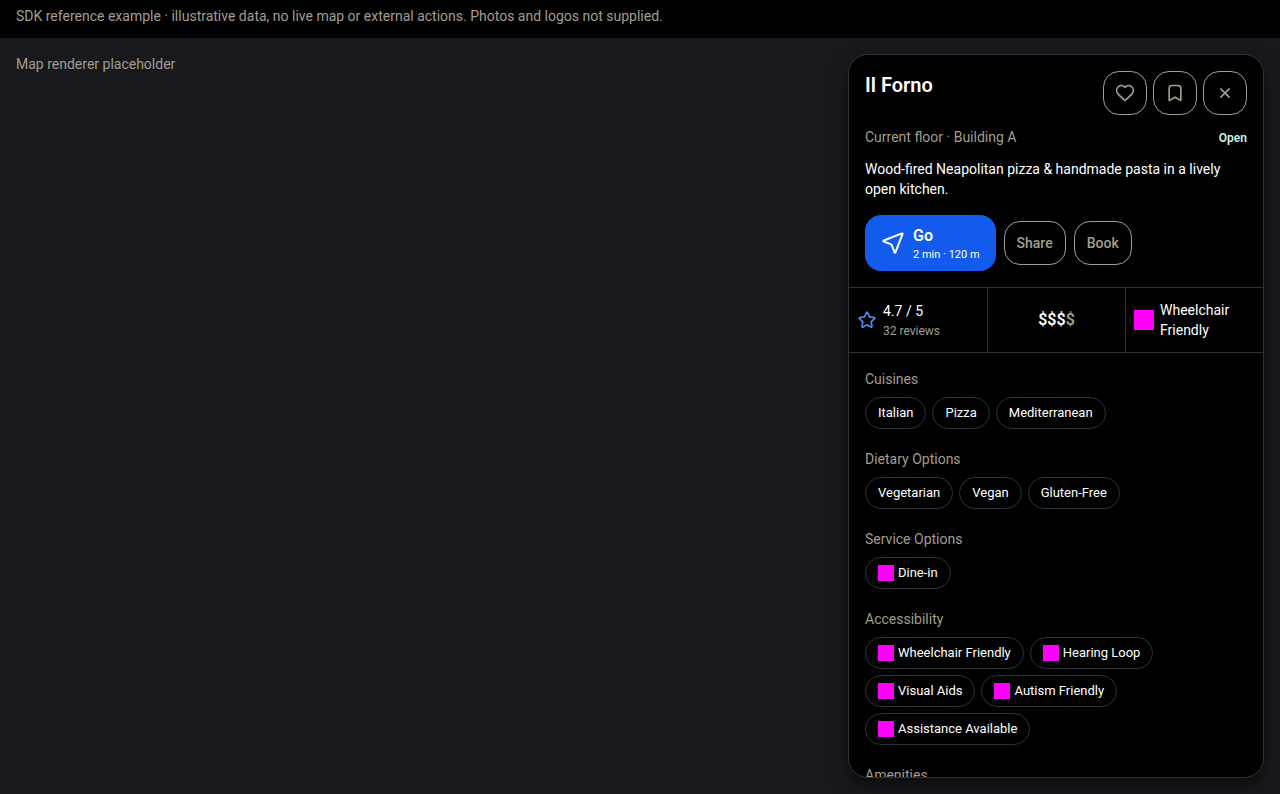 SDK reference example · illustrative data, no live map or external actions. Photos and logos not supplied.
Map renderer placeholder
Il Forno
Current floor · Building A
Open
Wood-fired Neapolitan pizza & handmade pasta in a lively
open kitchen.
Go
2 min · 120 m
Share
Book
4.7 / 5
32 reviews
$$$$
Wheelchair
Friendly
Cuisines
Italian
Pizza
Mediterranean
Dietary Options
Vegetarian
Vegan
Gluten-Free
Service Options
Dine-in
Accessibility
Wheelchair Friendly
Hearing Loop
Visual Aids
Autism Friendly
Assistance Available
Amenities